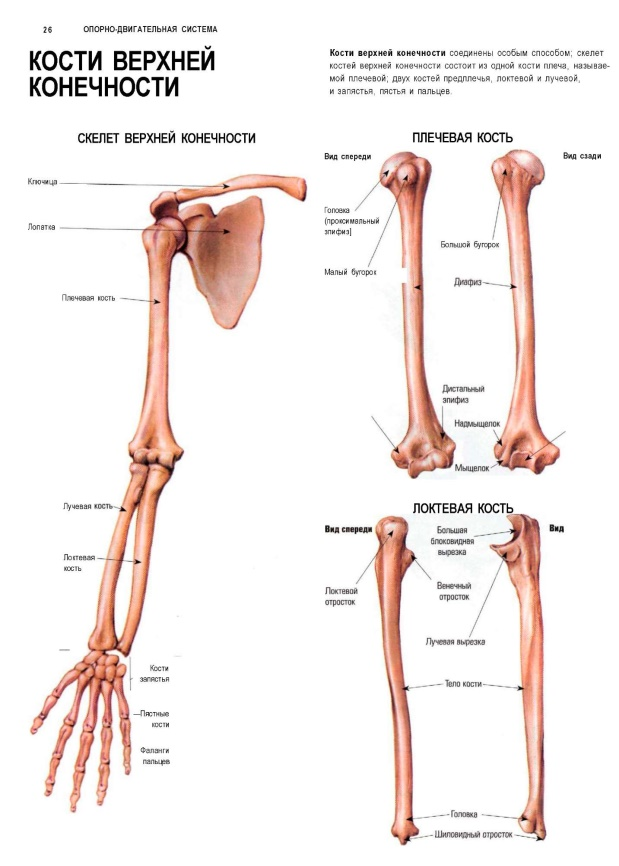 26 ОПОРНО-ДВИГАТЕЛЬНАЯ СИСТЕМА
КОСТИ ВЕРХНЕЙ
КОНЕЧНОСТИ
Кости верхней конечности соединены особым способом; скелет
костей верхней конечности состоит из одной кости плеча, называе-
мой плечевой; двух костей предплечья, локтевой и лучевой,
и запястья, пястья и пальцев.
СКЕЛЕТ ВЕРХНЕЙ КОНЕЧНОСТИ
Ключица
Лопатка
Плечевая кость
Лучевая кость
Локтевая
кость
Кости
запястья
Пястные
кости
Фаланги
пальцев
ПЛЕЧЕВАЯ КОСТЬ
Вид спереди
Вид сзади
Головка
(проксимальный
эпифиз]
Большой бугорок
Малый бугорок
Диафиз
Дистальный
эпифиз
Надмыщелок
Мыщелок
ЛОКТЕВАЯ КОСТЬ
Вид спереди
Большая
блоковидная
вырезка
Вид
Локтевой
отросток
Венечный
отросток
Лучевая вырезка
Тело кости
Головка
Шиловидный отросток